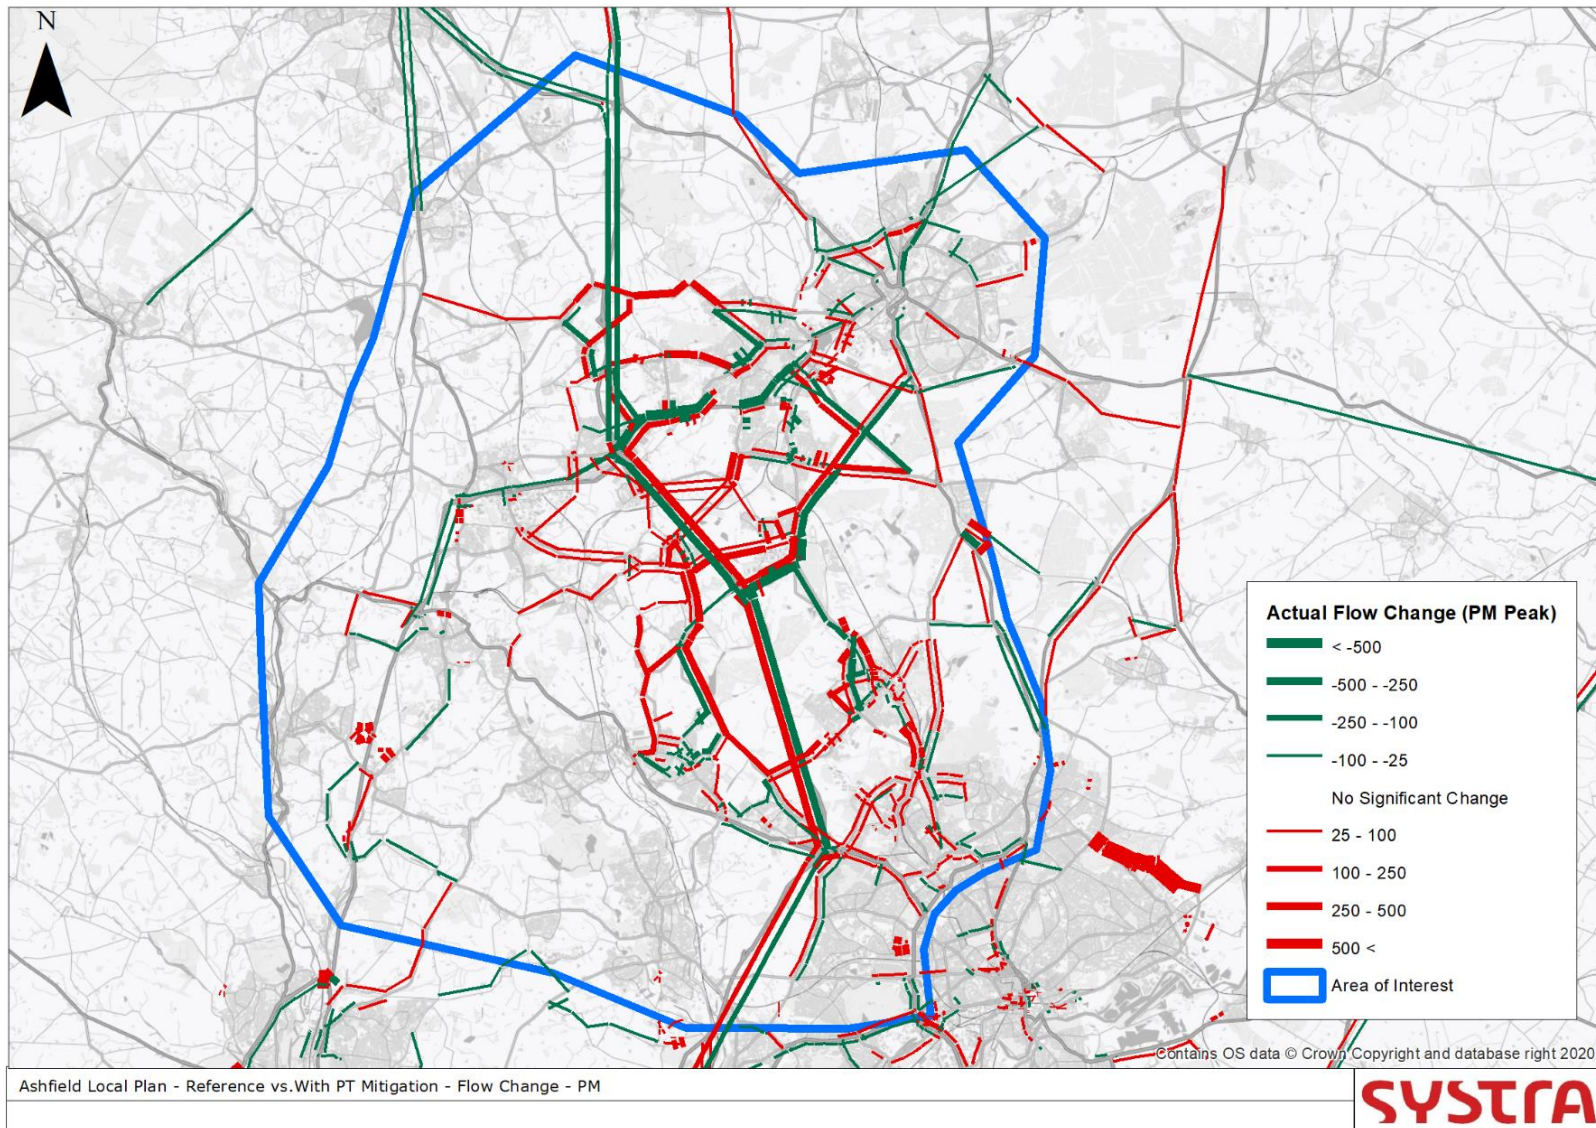 N
Actual Flow Change (PM Peak)
< -500
-500 - -250
-250 - -100
-100 - -25
No Significant Change
25 - 100
100 - 250
250 - 500
500 <
Area of Interest
Contains OS data © Crown Copyright and database right 2020
Ashfield Local Plan - Reference vs.With PT Mitigation - Flow Change - PM
SYSTRA